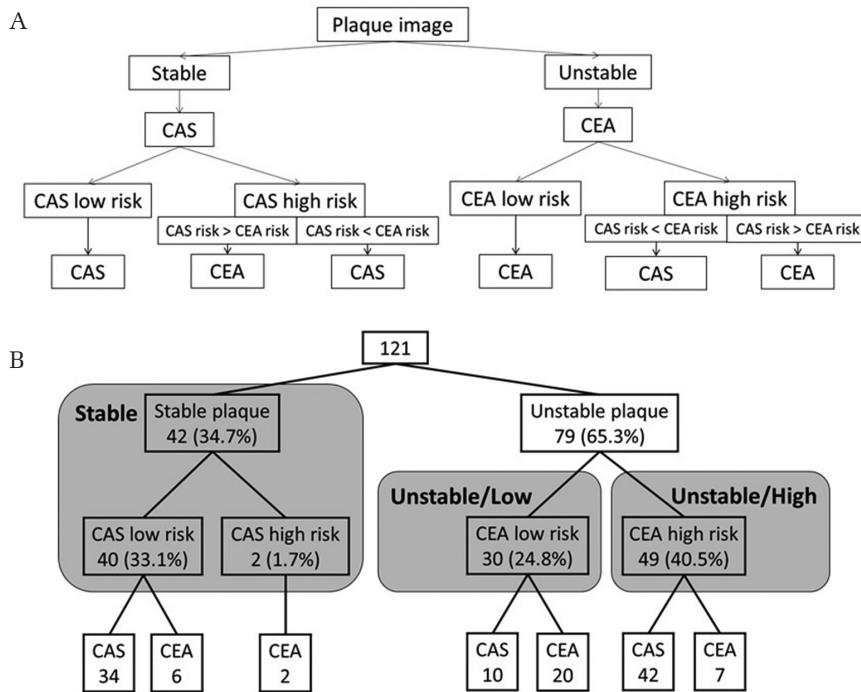 A
Plaque image
Stable
Unstable
CAS
CEA
CAS low risk
CAS high risk
CEA low risk
CEA high risk
CAS risk > CEA risk
CAS risk < CEA risk
CAS risk < CEA risk
CAS risk > CEA risk
CAS
CEA
CAS
CEA
CAS
CEA
B
121
Stable
Stable plaque
42 (34.7%)
Unstable plaque
79 (65.3%)
Unstable/Low
Unstable/High
CAS low risk
40 (33.1%)
CAS high risk
2 (1.7%)
CEA low risk
30 (24.8%)
CEA high risk
49 (40.5%)
CAS
34
CEA
6
CEA
2
CAS
10
CEA
20
CAS
42
CEA
7